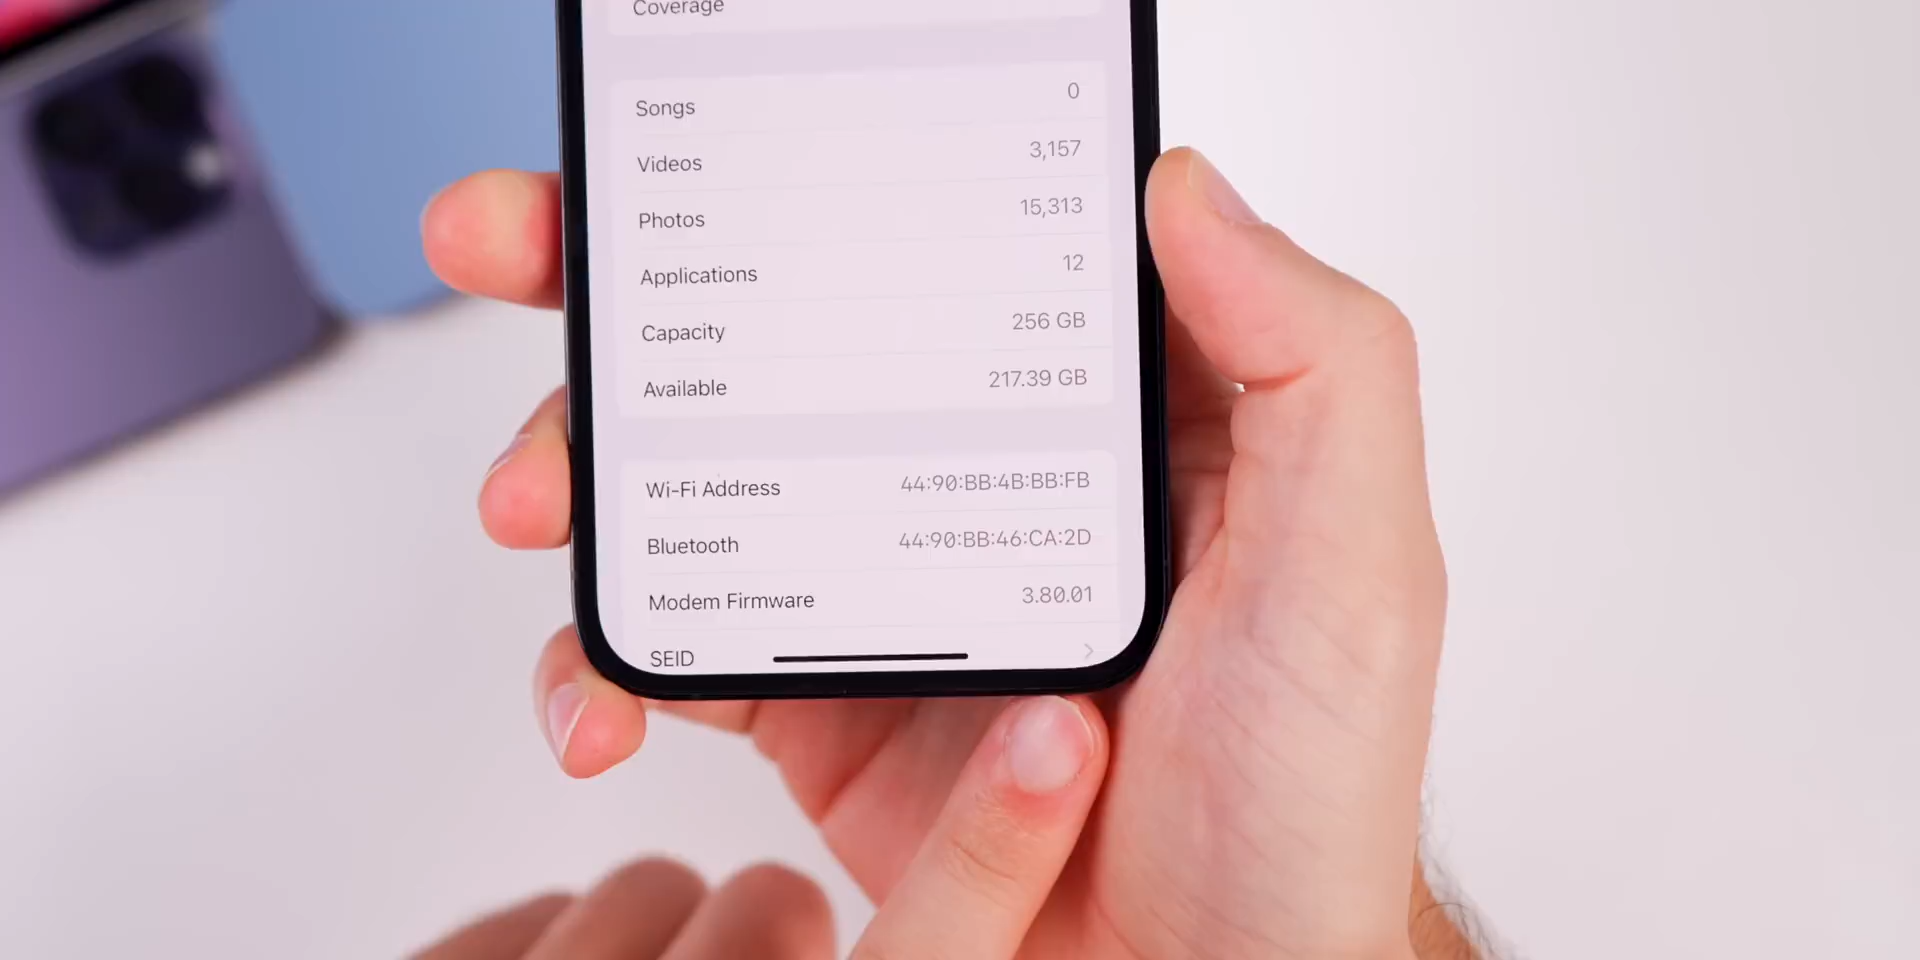 Coverage
Songs 0
Videos 3,157
Photos 15,313
Applications 12
Capacity 256 GB
Available 217.39 GB
Wi-Fi Address 44:90:BB:4B:BB:FB
Bluetooth 44:90:BB:46:CA:2D
Modem Firmware 3.80.01
SEID